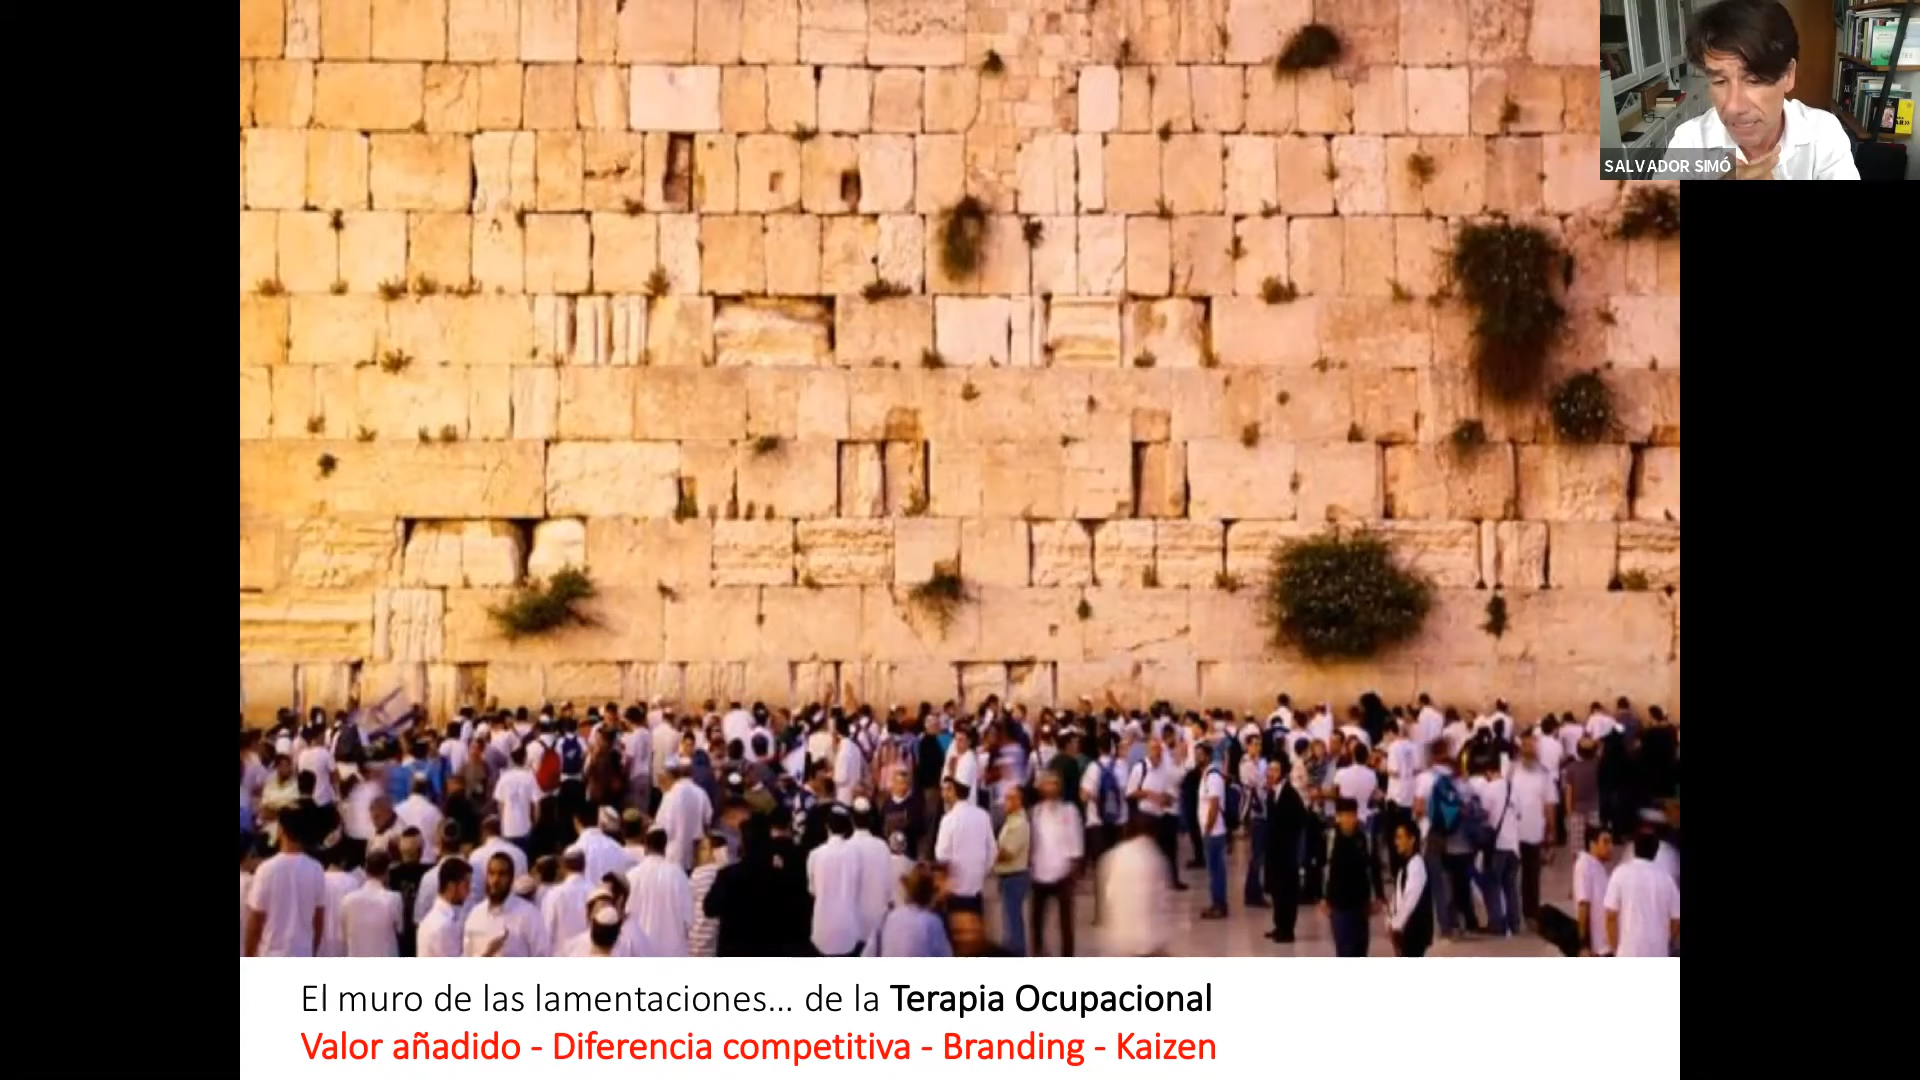 SALVADOR SIMÓ
El muro de las lamentaciones... de la Terapia Ocupacional
Valor añadido - Diferencia competitiva - Branding - Kaizen